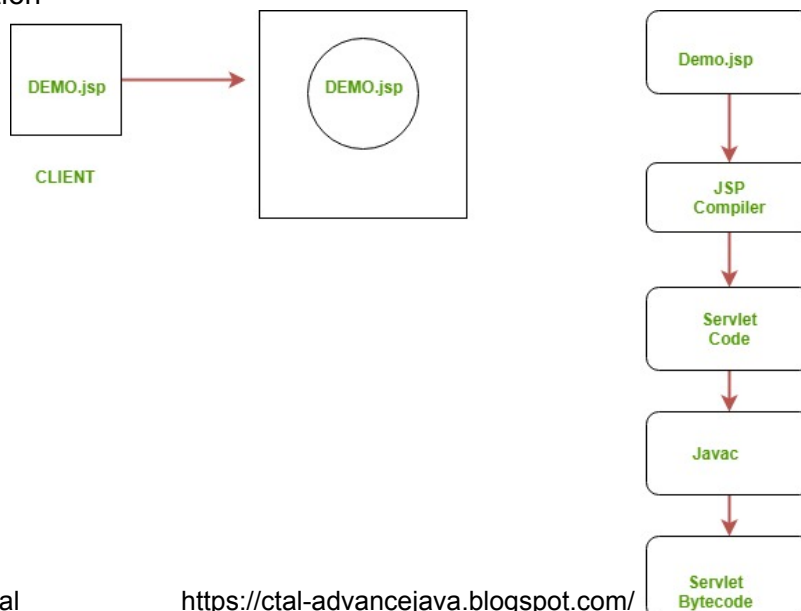 DEMO.jsp
CLIENT
DEMO.jsp
Demo.jsp
JSP
Compiler
Servlet
Code
Javac
Servlet
Bytecode
https://ctal-advancejava.blogspot.com/